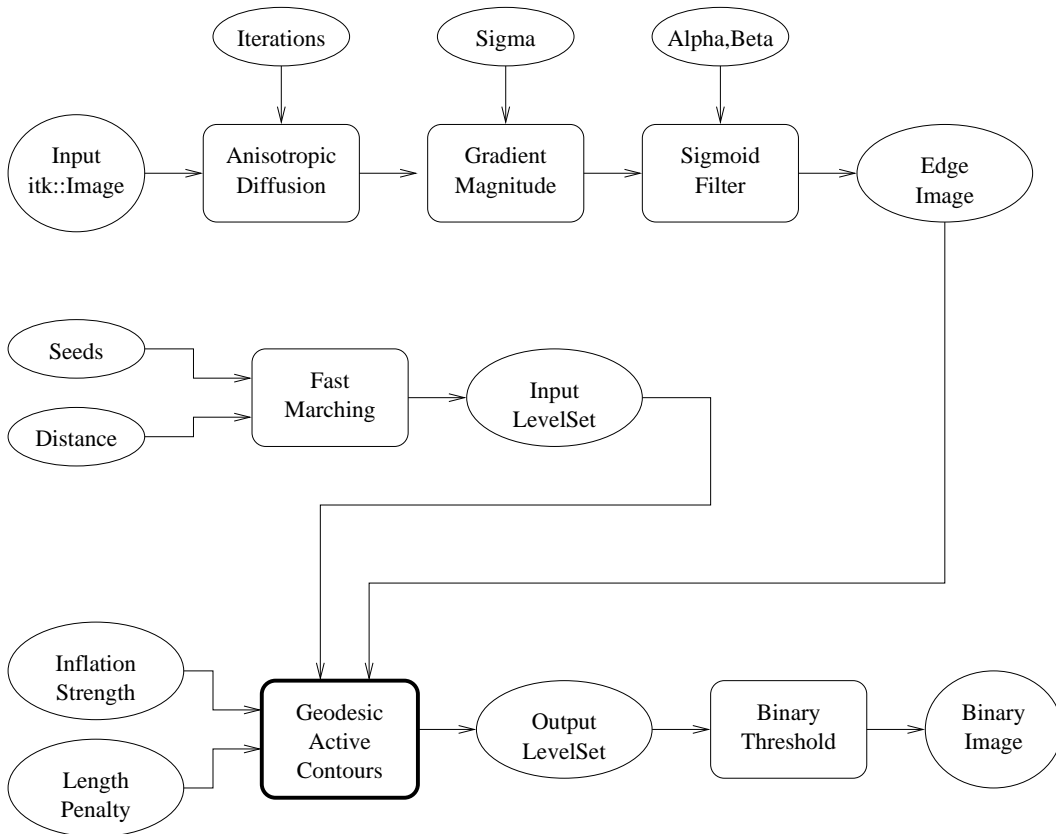 Iterations
Sigma
Alpha,Beta
Input
itk::Image
Anisotropic
Diffusion
Gradient
Magnitude
Sigmoid
Filter
Edge
Image
Seeds
Distance
Fast
Marching
Input
LevelSet
Inflation
Strength
Length
Penalty
Geodesic
Active
Contours
Output
LevelSet
Binary
Threshold
Binary
Image